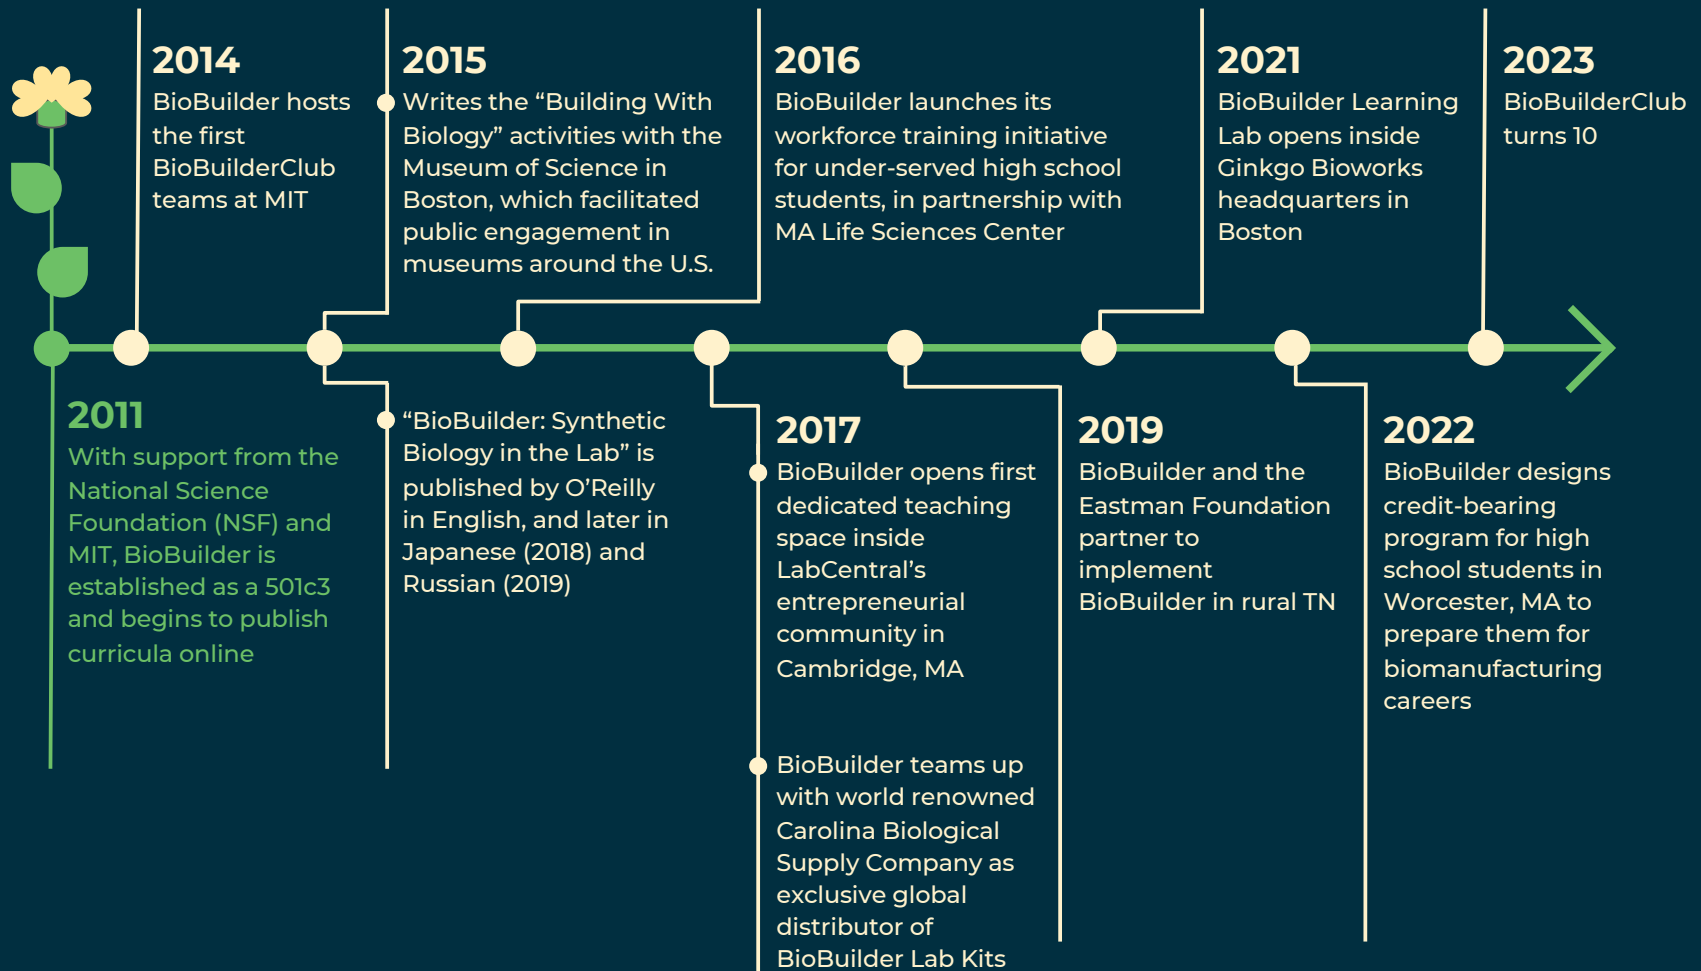 2014
BioBuilder hosts
the first
BioBuilderClub
teams at MIT
2015
Writes the “Building With
Biology” activities with the
Museum of Science in
Boston, which facilitated
public engagement in
museums around the U.S.
2016
BioBuilder launches its
workforce training initiative
for under-served high school
students, in partnership with
MA Life Sciences Center
2021
BioBuilder Learning
Lab opens inside
Ginkgo Bioworks
headquarters in
Boston
2023
BioBuilderClub
turns 10
2011
With support from the
National Science
Foundation (NSF) and
MIT, BioBuilder is
established as a 501c3
and begins to publish
curricula online
“BioBuilder: Synthetic
Biology in the Lab” is
published by O’Reilly
in English, and later in
Japanese (2018) and
Russian (2019)
2017
BioBuilder opens first
dedicated teaching
space inside
LabCentral’s
entrepreneurial
community in
Cambridge, MA
BioBuilder teams up
with world renowned
Carolina Biological
Supply Company as
exclusive global
distributor of
BioBuilder Lab Kits
2019
BioBuilder and the
Eastman Foundation
partner to
implement
BioBuilder in rural TN
2022
BioBuilder designs
credit-bearing
program for high
school students in
Worcester, MA to
prepare them for
biomanufacturing
careers